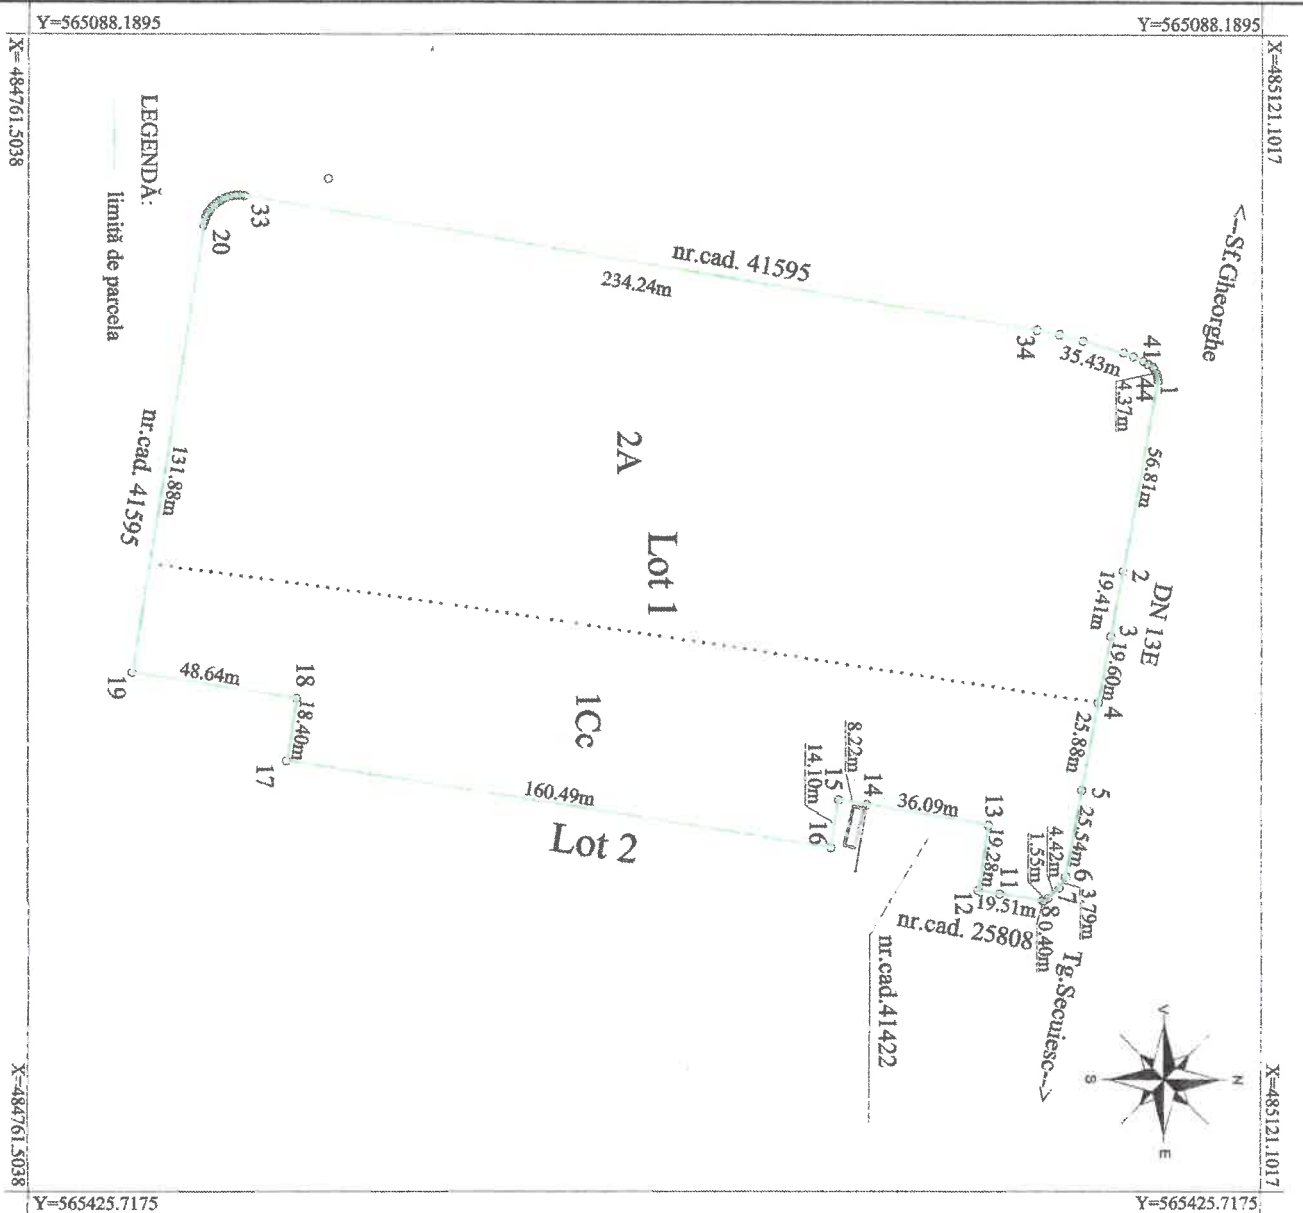 Y=565088.1895
Y=565088.1895
X= 484761.5038
X=485121.1017
<--Sf.Gheorghe
LEGENDĂ:
limită de parcela
33
20
nr.cad. 41595
234.24m
34
35.43m
41
44
1
4.37m
56.81m
2A
Lot 1
131.88m
nr.cad. 41595
2
DN 13E
19.41m
3
19.60m
4
25.88m
5
25.54m
6
3.79m
7
4.42m
1.55m
8
0.40m
19
48.64m
18
18.40m
17
1Cc
160.49m
Lot 2
8.22m
14.10m
15
14
16
36.09m
13
19.28m
11
12
19.51m
nr.cad. 25808
nr.cad.41422
Tg.Secuiesc-->
V
N
S
E
X=484761.5038
X=485121.1017
Y=565425.7175
Y=565425.7175